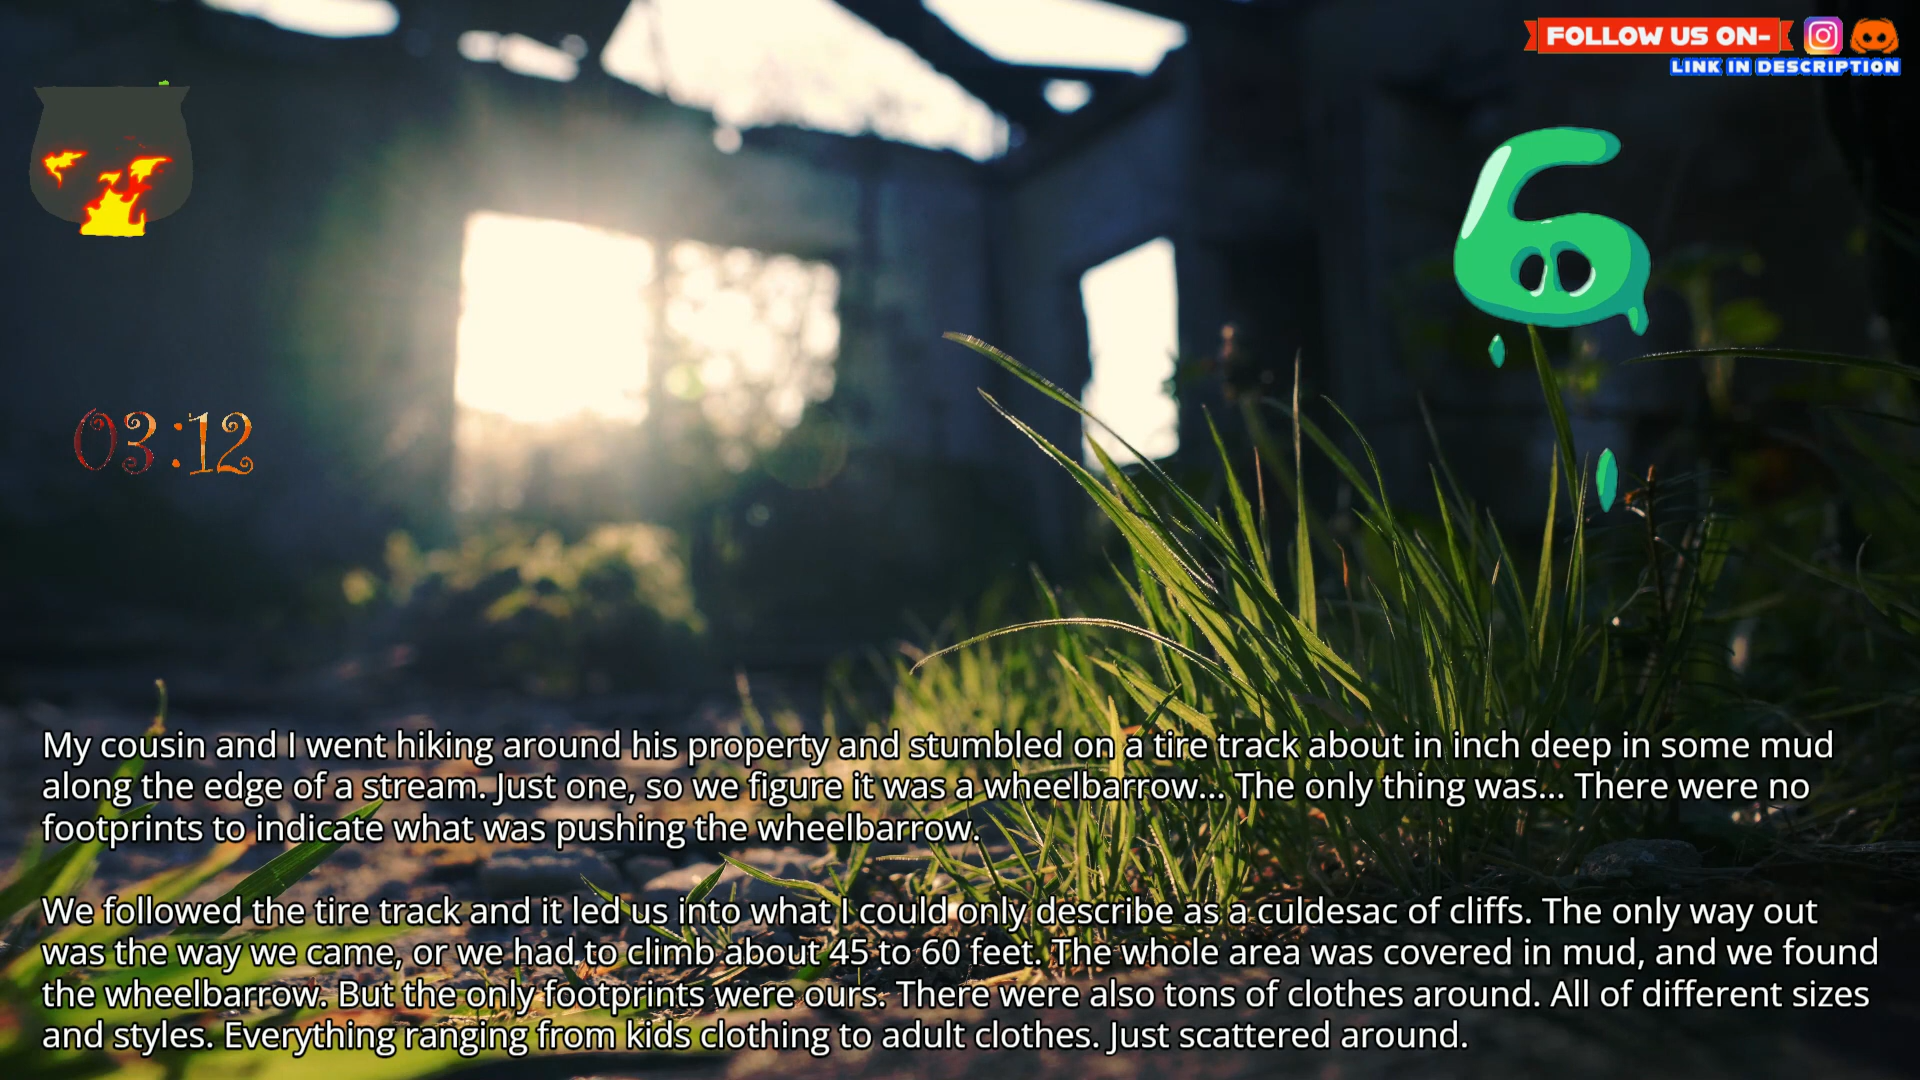 FOLLOW US ON-
LINK IN DESCRIPTION
6
03:12
My cousin and I went hiking around his property and stumbled on a tire track about in inch deep in some mud
along the edge of a stream. Just one, so we figure it was a wheelbarrow... The only thing was... There were no
footprints to indicate what was pushing the wheelbarrow.
We followed the tire track and it led us into what I could only describe as a culdesac of cliffs. The only way out
was the way we came, or we had to climb about 45 to 60 feet. The whole area was covered in mud, and we found
the wheelbarrow. But the only footprints were ours. There were also tons of clothes around. All of different sizes
and styles. Everything ranging from kids clothing to adult clothes. Just scattered around.